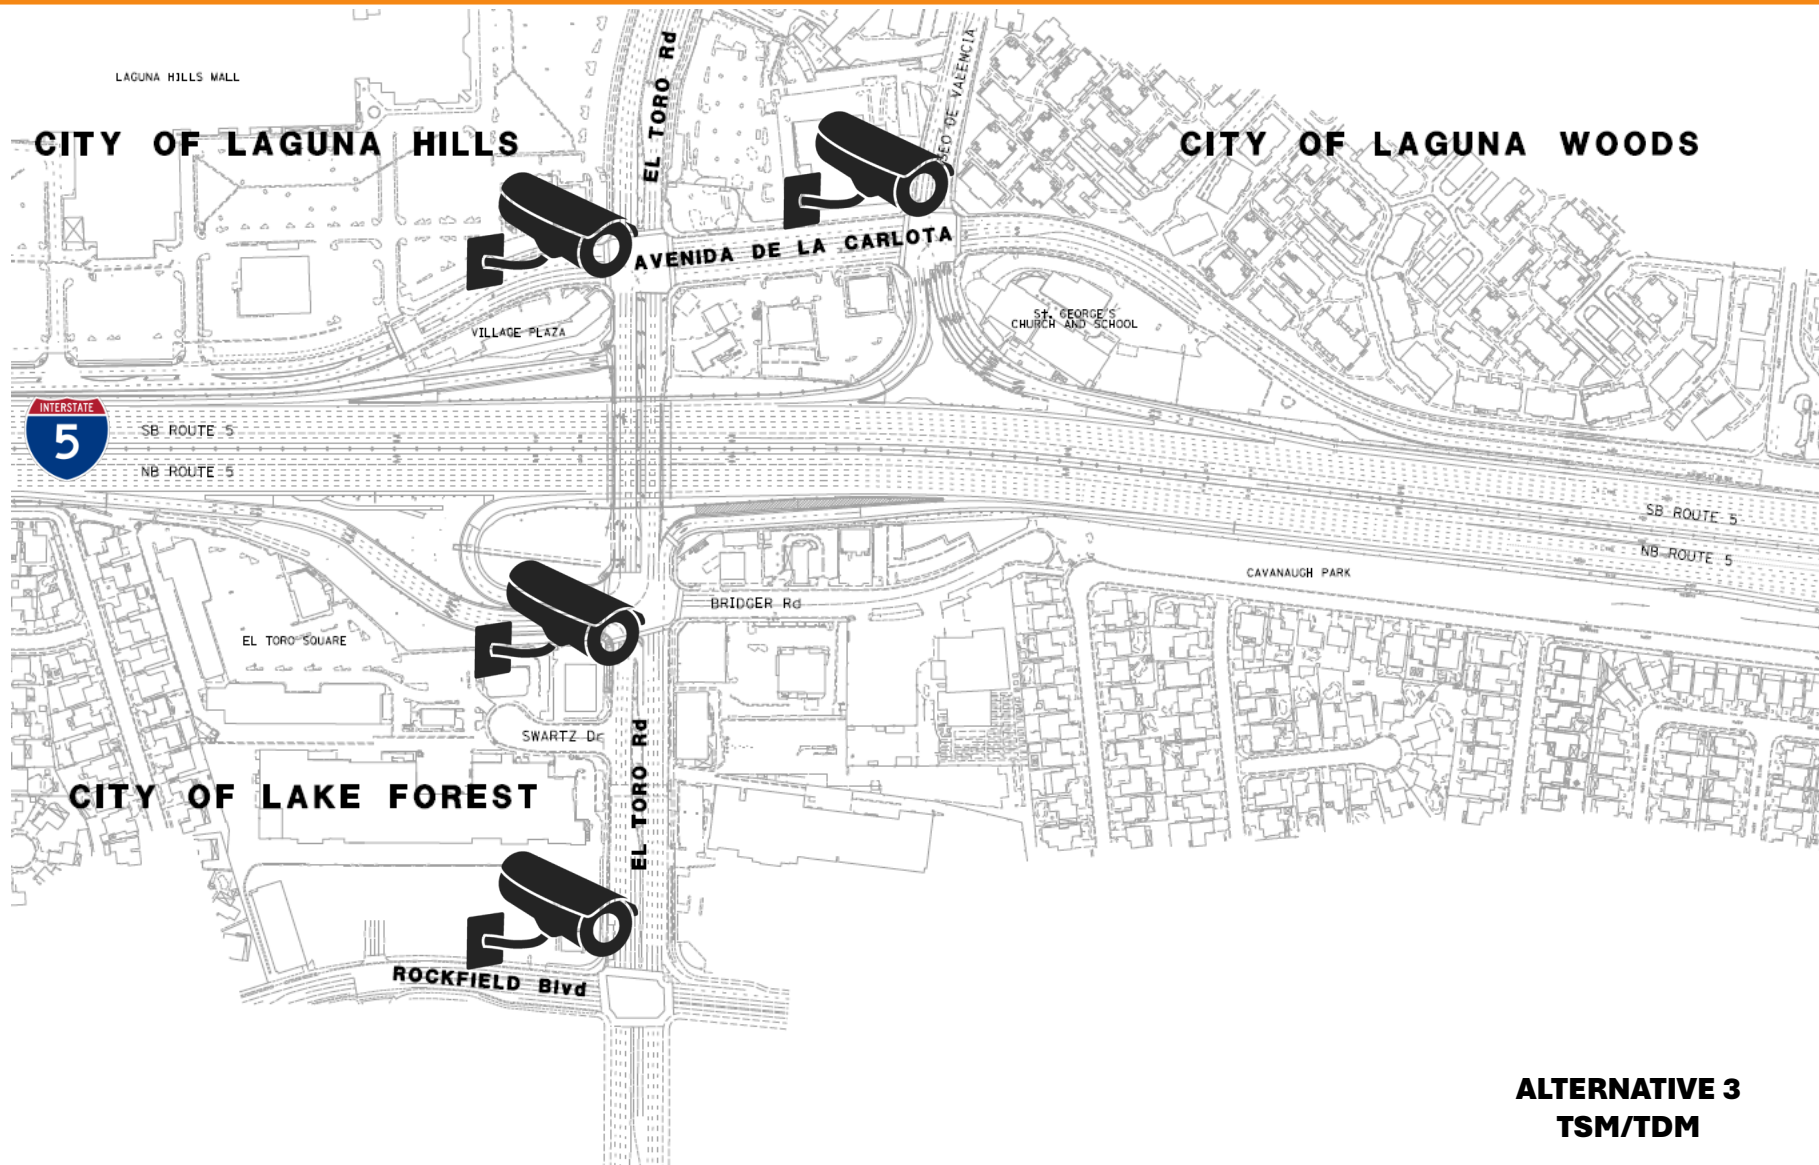 EL TORO Rd
LAGUNA HILLS MALL
CITY OF LAGUNA HILLS
SEO DE VALENCIA
CITY OF LAGUNA WOODS
AVENIDA DE LA CARLOTA
VILLAGE PLAZA
St. GEORGE'S
CHURCH AND SCHOOL
INTERSTATE
5
SB ROUTE 5
NB ROUTE 5
SB ROUTE 5
NB ROUTE 5
CAVANAUGH PARK
BRIDGER Rd
EL TORO SQUARE
SWARTZ Dr
EL TORO Rd
CITY OF LAKE FOREST
ROCKFIELD Blvd
ALTERNATIVE 3
TSM/TDM